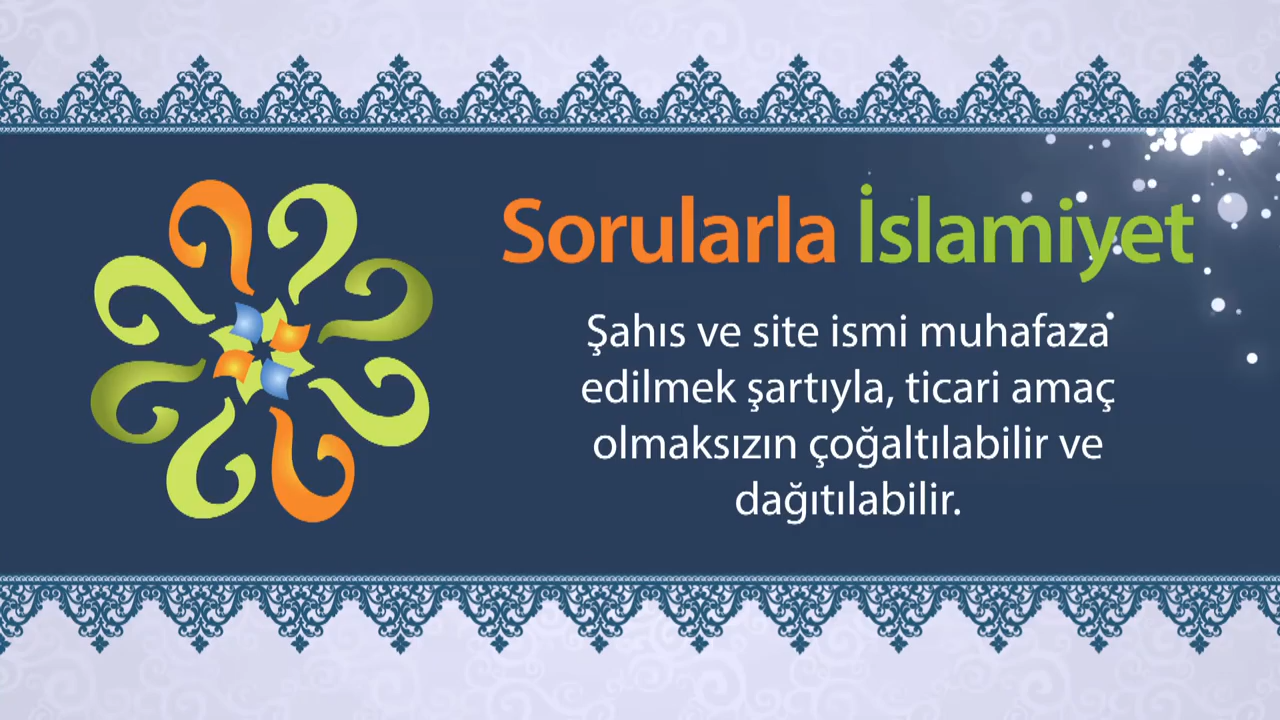 Sorularla İslamiyet
Şahıs ve site ismi muhafaza
edilmek şartıyla, ticari amaç
olmaksızın çoğaltılabilir ve
dağıtılabilir.